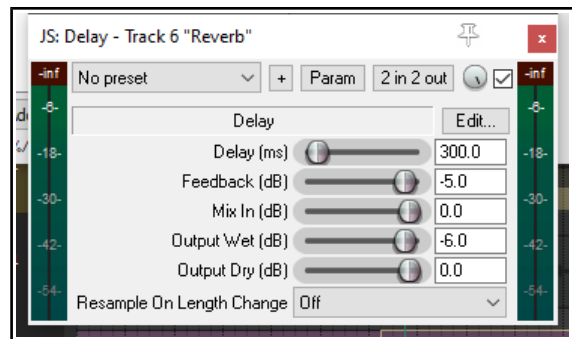 JS: Delay - Track 6 "Reverb"
x
-inf No preset + Param 2 in 2 out -inf
-6- -6-
Delay Edit...
-18- Delay (ms) 300.0 -18-
Feedback (dB) -5.0
-30- Mix In (dB) 0.0 -30-
-42- Output Wet (dB) -6.0 -42-
Output Dry (dB) 0.0
-54- Resample On Length Change Off -54-